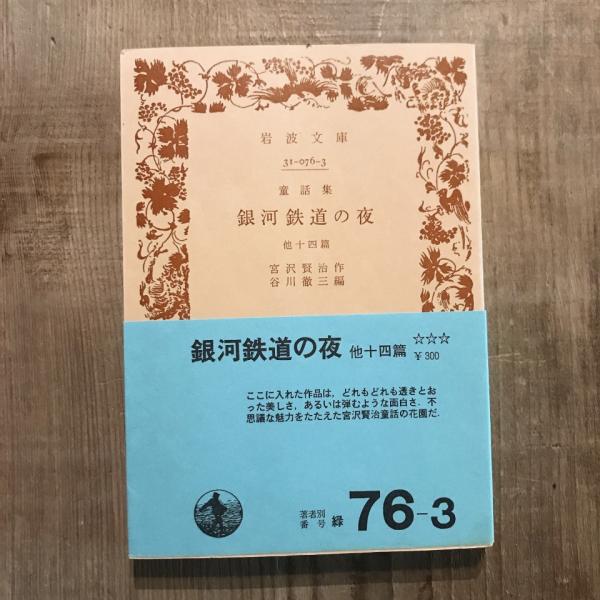 岩波文庫
31-076-3
童話集
銀河鉄道の夜
他十四篇
宮沢賢治作
谷川徹三編
銀河鉄道の夜 他十四篇 ☆☆☆ ¥300
ここに入れた作品は，どれもどれも透きとお
った美しさ，あるいは弾むような面白さ．不
思議な魅力をたたえた宮沢賢治童話の花園だ．
著者別
番号 緑 76-3